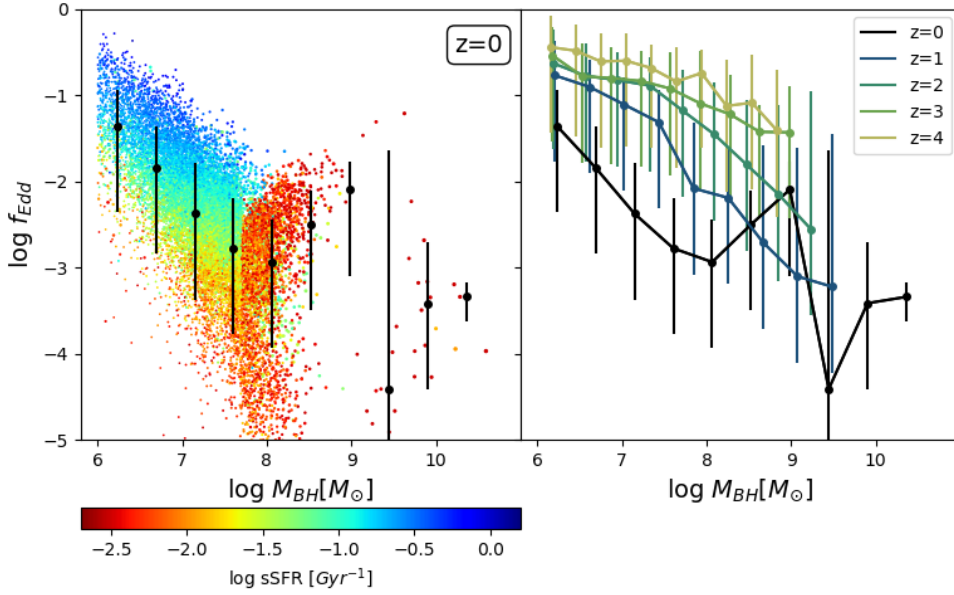 0
−1
−2
−3
−4
−5
log f_Edd
z=0
z=0
z=1
z=2
z=3
z=4
6 7 8 9 10
6 7 8 9 10
log M_BH[M_⊙]
log M_BH[M_⊙]
−2.5 −2.0 −1.5 −1.0 −0.5 0.0
log sSFR [Gyr⁻¹]